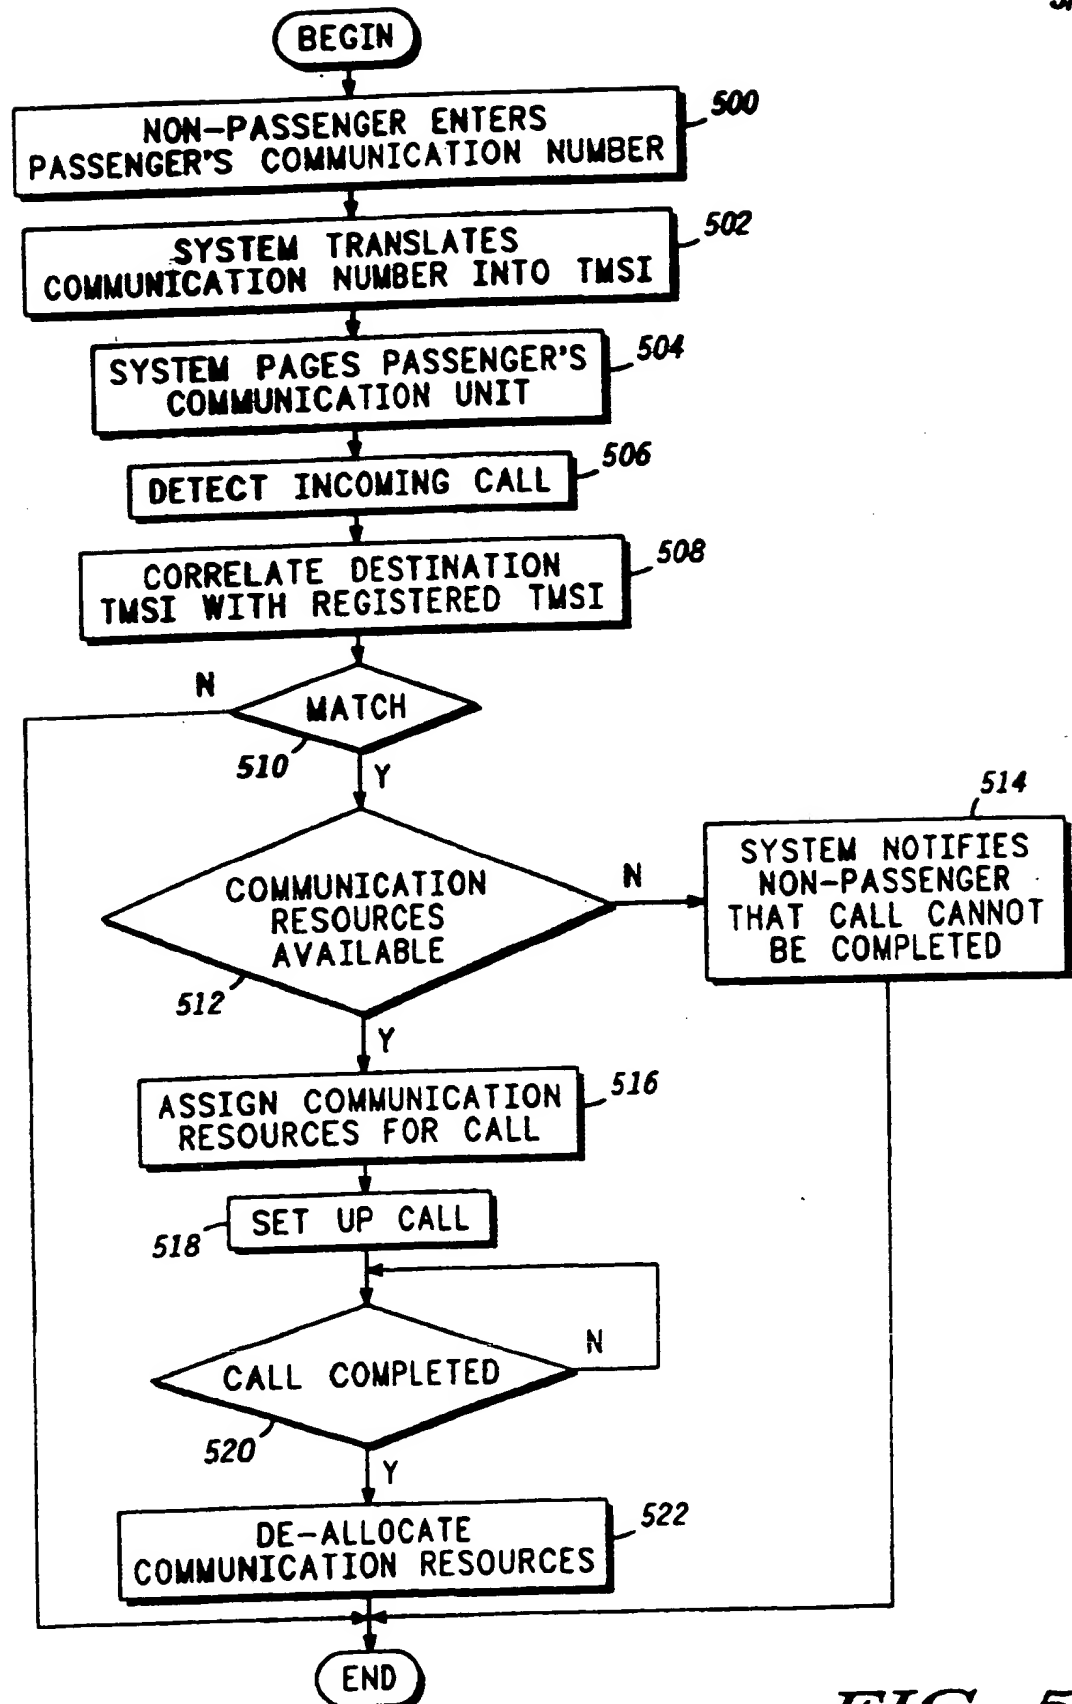 BEGIN
NON-PASSENGER ENTERS
PASSENGER'S COMMUNICATION NUMBER
500
SYSTEM TRANSLATES
COMMUNICATION NUMBER INTO TMSI
502
SYSTEM PAGES PASSENGER'S
COMMUNICATION UNIT
504
DETECT INCOMING CALL
506
CORRELATE DESTINATION
TMSI WITH REGISTERED TMSI
508
N
MATCH
510
Y
COMMUNICATION
RESOURCES
AVAILABLE
512
N
514
SYSTEM NOTIFIES
NON-PASSENGER
THAT CALL CANNOT
BE COMPLETED
Y
ASSIGN COMMUNICATION
RESOURCES FOR CALL
516
SET UP CALL
518
CALL COMPLETED
N
520
Y
DE-ALLOCATE
COMMUNICATION RESOURCES
522
END
FIG. 5